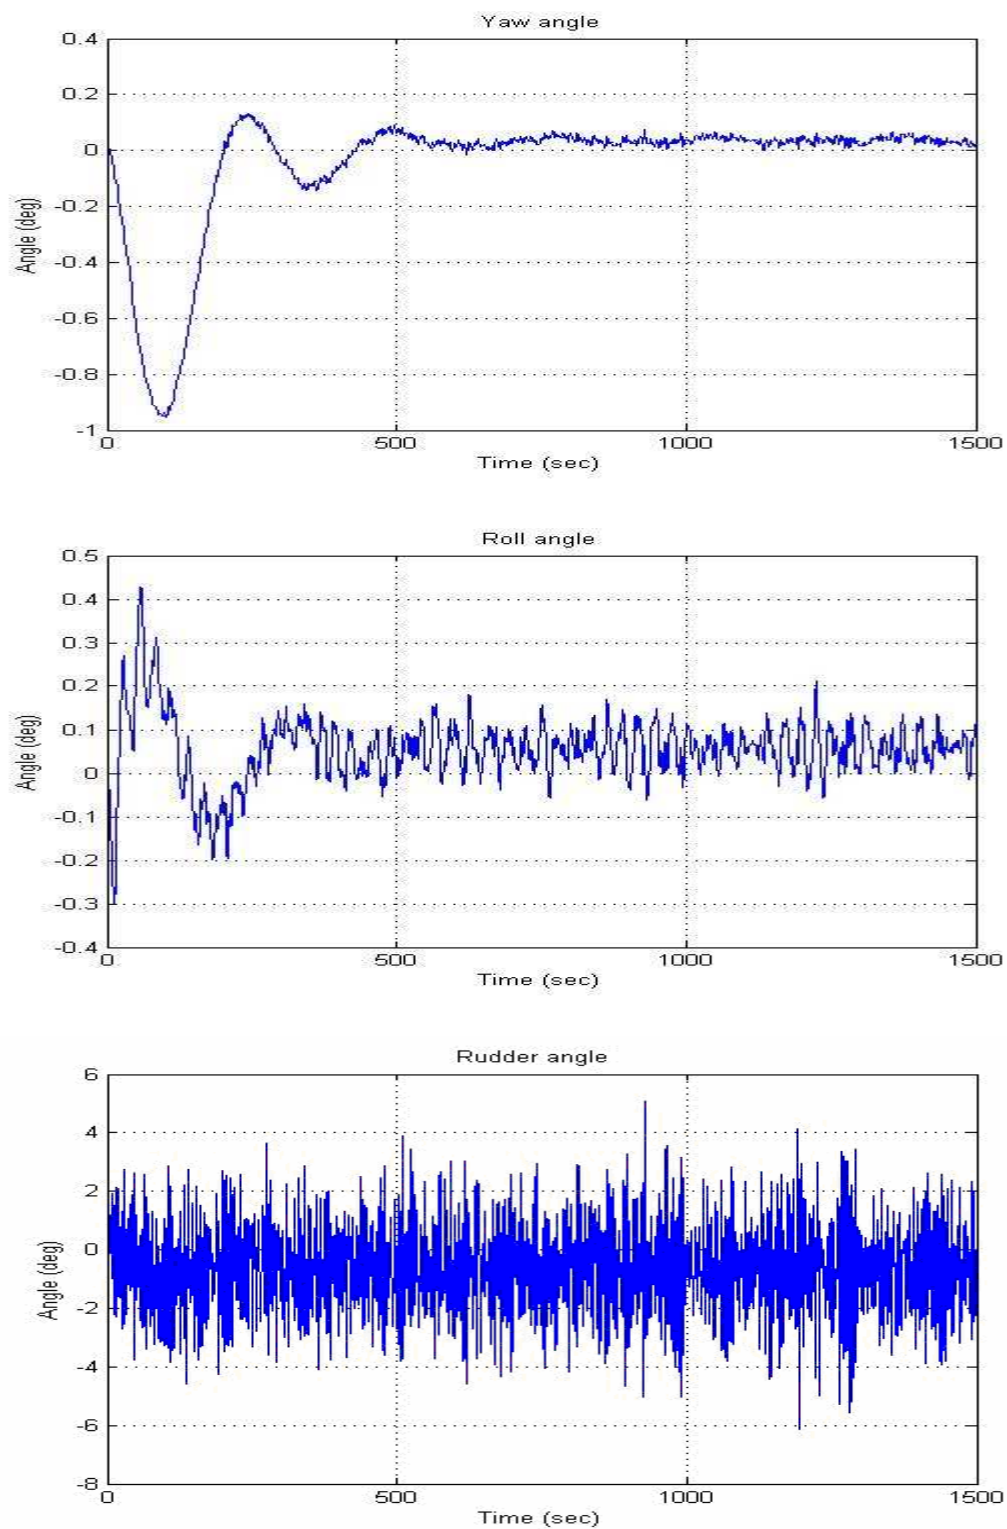 Yaw angle
0.4
0.2
0
-0.2
-0.4
-0.6
-0.8
-1
Angle (deg)
0 500 1000 1500
Time (sec)
Roll angle
0.5
0.4
0.3
0.2
0.1
0
-0.1
-0.2
-0.3
-0.4
Angle (deg)
0 500 1000 1500
Time (sec)
Rudder angle
6
4
2
0
-2
-4
-6
-8
Angle (deg)
0 500 1000 1500
Time (sec)